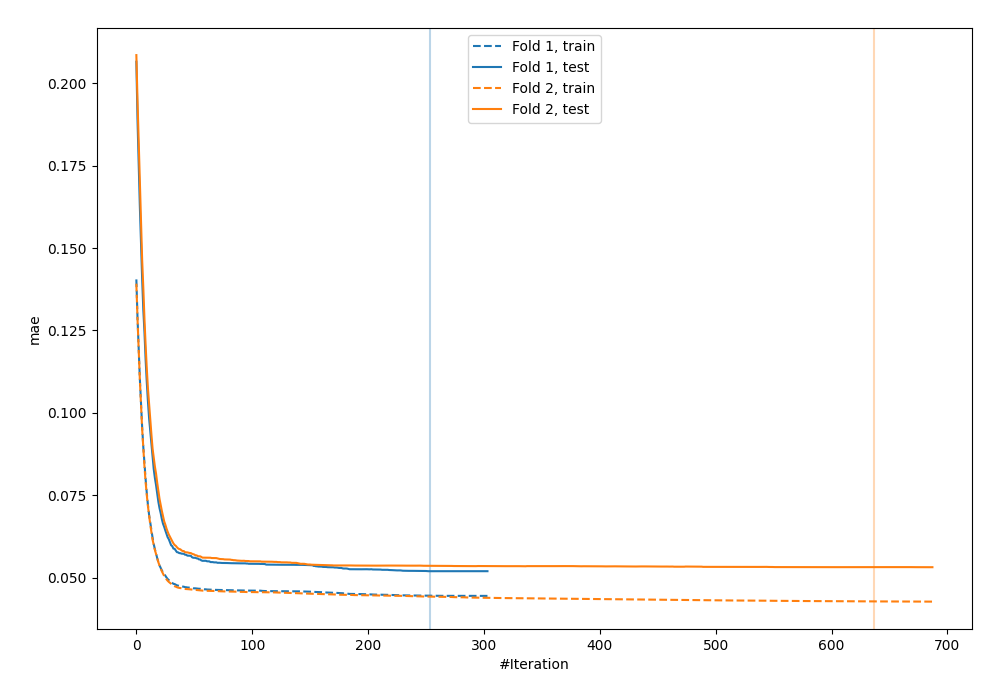 Fold 1, train
Fold 1, test
Fold 2, train
Fold 2, test
0.200
0.175
0.150
0.125
0.100
0.075
0.050
mae
0 100 200 300 400 500 600 700
#Iteration